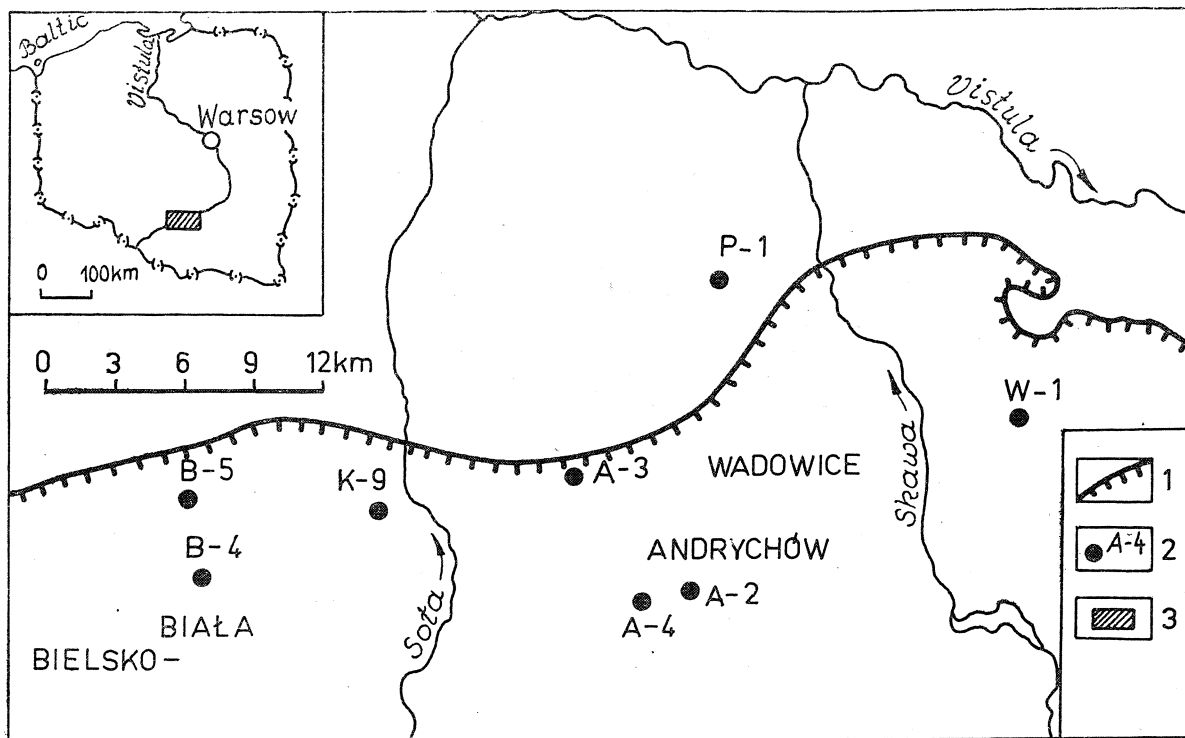 Baltic
Vistula
Warsow
0 100km
Vistula
P-1
0 3 6 9 12km
W-1
B-5
K-9
A-3
WADOWICE
Skawa
B-4
ANDRYCHÓW
A-2
A-4
Soła
BIAŁA
BIELSKO-
1
A-4 2
3